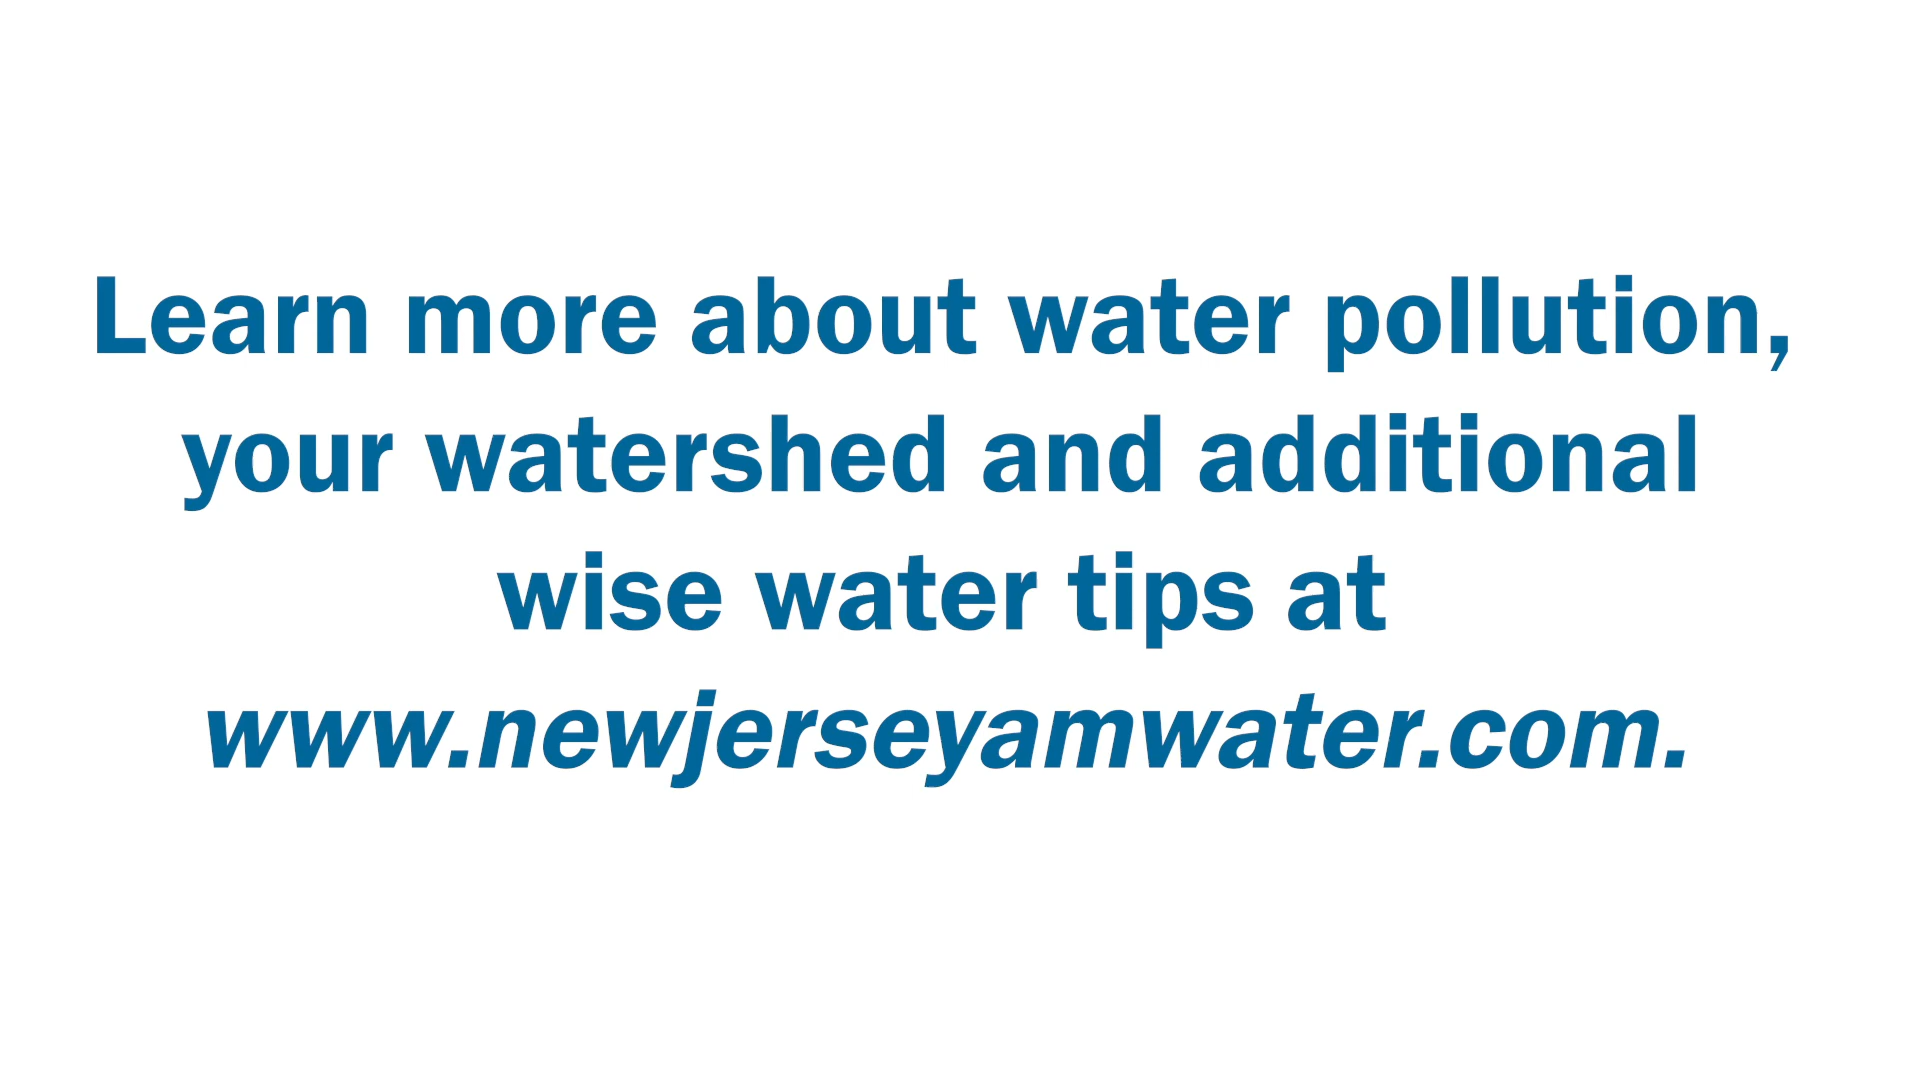 Learn more about water pollution,
your watershed and additional
wise water tips at
www.newjerseyamwater.com.